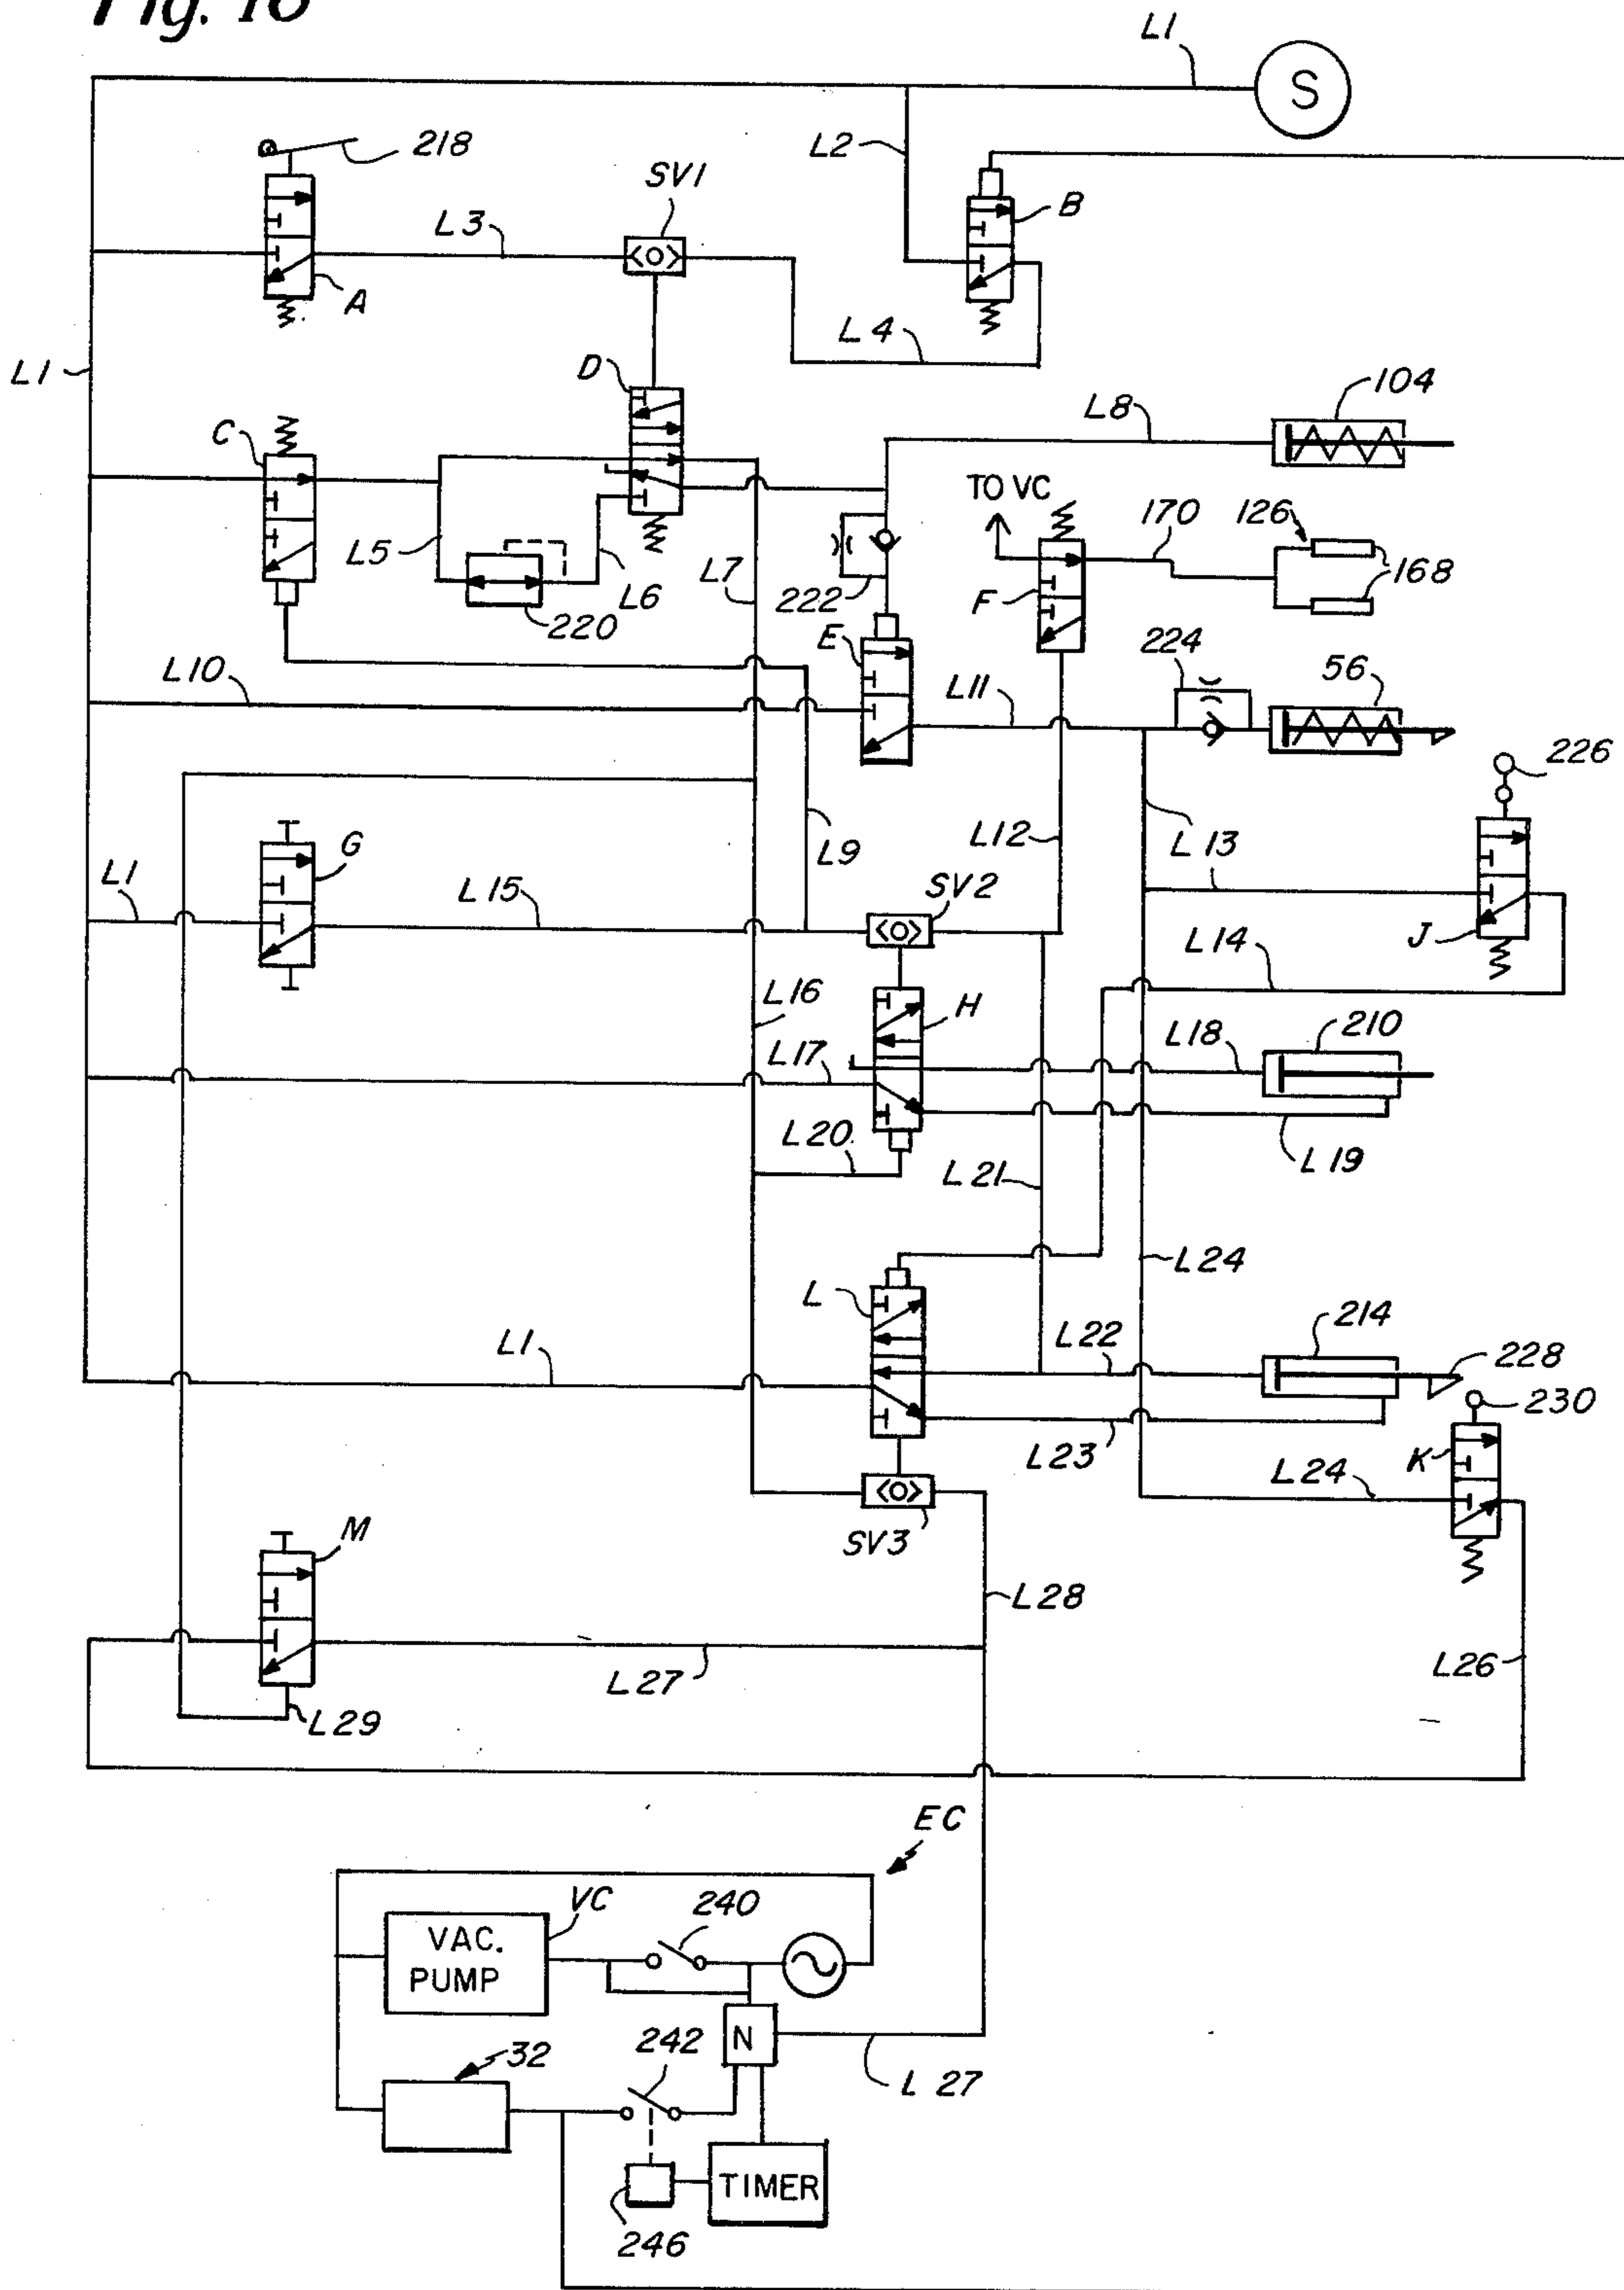 Fig. 16
L1
S
218
L2
SV1
B
L3
A
L4
L1
D
104
L8
C
TO VC
170
126
L5
L7
168
L6
222
F
220
E
224
L10
L11
56
226
G
L12
L13
L9
L1
L15
SV2
J
L14
L16
H
210
L17
L18
L20
L19
L21
L24
L
214
L1
L22
228
230
L23
K
L24
SV3
M
L28
L27
L26
L29
EC
VC
240
VAC.
PUMP
N
242
32
L27
TIMER
246